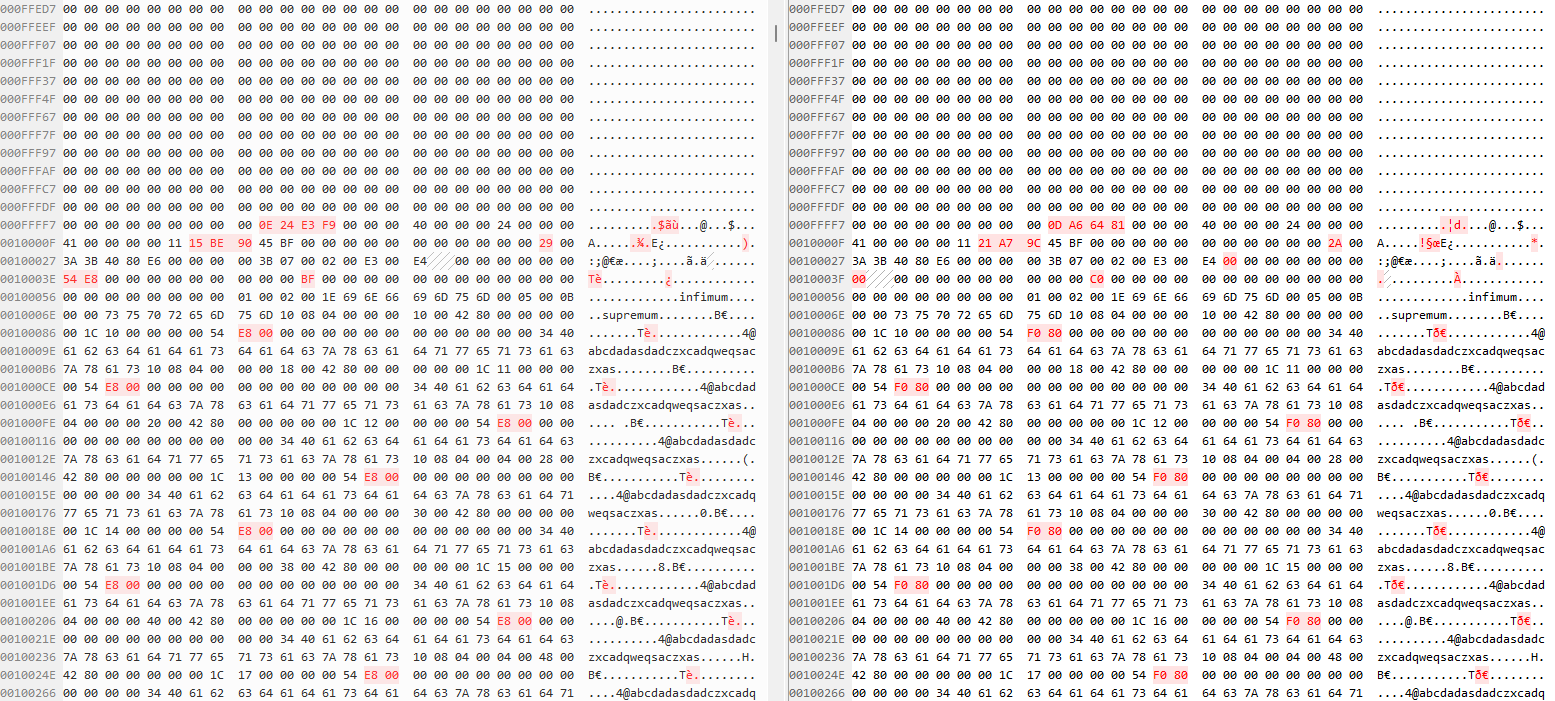 000FFED7 00 00 00 00 00 00 00 00 00 00 00 00 00 00 00 00 00 00 00 00 00 00 00 00 ........................
000FFEEF 00 00 00 00 00 00 00 00 00 00 00 00 00 00 00 00 00 00 00 00 00 00 00 00 ........................
000FFF07 00 00 00 00 00 00 00 00 00 00 00 00 00 00 00 00 00 00 00 00 00 00 00 00 ........................
000FFF1F 00 00 00 00 00 00 00 00 00 00 00 00 00 00 00 00 00 00 00 00 00 00 00 00 ........................
000FFF37 00 00 00 00 00 00 00 00 00 00 00 00 00 00 00 00 00 00 00 00 00 00 00 00 ........................
000FFF4F 00 00 00 00 00 00 00 00 00 00 00 00 00 00 00 00 00 00 00 00 00 00 00 00 ........................
000FFF67 00 00 00 00 00 00 00 00 00 00 00 00 00 00 00 00 00 00 00 00 00 00 00 00 ........................
000FFF7F 00 00 00 00 00 00 00 00 00 00 00 00 00 00 00 00 00 00 00 00 00 00 00 00 ........................
000FFF97 00 00 00 00 00 00 00 00 00 00 00 00 00 00 00 00 00 00 00 00 00 00 00 00 ........................
000FFFAF 00 00 00 00 00 00 00 00 00 00 00 00 00 00 00 00 00 00 00 00 00 00 00 00 ........................
000FFFC7 00 00 00 00 00 00 00 00 00 00 00 00 00 00 00 00 00 00 00 00 00 00 00 00 ........................
000FFFDF 00 00 00 00 00 00 00 00 00 00 00 00 00 00 00 00 00 00 00 00 00 00 00 00 ........................
000FFFF7 00 00 00 00 00 00 00 00 00 0E 24 E3 F9 00 00 00 40 00 00 00 24 00 00 00 ..........$ãù...@...$...
0010000F 41 00 00 00 00 11 15 BE 90 45 BF 00 00 00 00 00 00 00 00 00 00 00 29 00 A......¾.E¿...........).
00100027 3A 3B 40 80 E6 00 00 00 00 3B 07 00 02 00 E3 00 E4 00 00 00 00 00 00 :;@€æ....;....ã.ä......
0010003E 54 E8 00 00 00 00 00 00 00 00 00 BF 00 00 00 00 00 00 00 00 00 00 00 00 Tè.........¿............
00100056 00 00 00 00 00 00 00 00 01 00 02 00 1E 69 6E 66 69 6D 75 6D 00 05 00 0B .............infimum....
0010006E 00 00 73 75 70 72 65 6D 75 6D 10 08 04 00 00 00 10 00 42 80 00 00 00 00 ..supremum........B€....
00100086 00 1C 10 00 00 00 00 54 E8 00 00 00 00 00 00 00 00 00 00 00 00 00 34 40 .......Tè.............4@
0010009E 61 62 63 64 61 64 61 73 64 61 64 63 7A 78 63 61 64 71 77 65 71 73 61 63 abcdadasdadczxcadqweqsac
001000B6 7A 78 61 73 10 08 04 00 00 00 18 00 42 80 00 00 00 00 00 1C 11 00 00 00 zxas........B€..........
001000CE 00 54 E8 00 00 00 00 00 00 00 00 00 00 00 00 00 34 40 61 62 63 64 61 64 .Tè.............4@abcdad
001000E6 61 73 64 61 64 63 7A 78 63 61 64 71 77 65 71 73 61 63 7A 78 61 73 10 08 asdadczxcadqweqsaczxas..
001000FE 04 00 00 00 20 00 42 80 00 00 00 00 00 1C 12 00 00 00 00 54 E8 00 00 00 .... .B€...........Tè...
00100116 00 00 00 00 00 00 00 00 00 00 34 40 61 62 63 64 61 64 61 73 64 61 64 63 ..........4@abcdadasdadc
0010012E 7A 78 63 61 64 71 77 65 71 73 61 63 7A 78 61 73 10 08 04 00 04 00 28 00 zxcadqweqsaczxas......(.
00100146 42 80 00 00 00 00 00 1C 13 00 00 00 00 54 E8 00 00 00 00 00 00 00 00 00 B€...........Tè.........
0010015E 00 00 00 00 34 40 61 62 63 64 61 64 61 73 64 61 64 63 7A 78 63 61 64 71 ....4@abcdadasdadczxcadq
00100176 77 65 71 73 61 63 7A 78 61 73 10 08 04 00 00 00 30 00 42 80 00 00 00 00 weqsaczxas......0.B€....
0010018E 00 1C 14 00 00 00 00 54 E8 00 00 00 00 00 00 00 00 00 00 00 00 00 34 40 .......Tè.............4@
001001A6 61 62 63 64 61 64 61 73 64 61 64 63 7A 78 63 61 64 71 77 65 71 73 61 63 abcdadasdadczxcadqweqsac
001001BE 7A 78 61 73 10 08 04 00 00 00 38 00 42 80 00 00 00 00 00 1C 15 00 00 00 zxas......8.B€..........
001001D6 00 54 E8 00 00 00 00 00 00 00 00 00 00 00 00 00 34 40 61 62 63 64 61 64 .Tè.............4@abcdad
001001EE 61 73 64 61 64 63 7A 78 63 61 64 71 77 65 71 73 61 63 7A 78 61 73 10 08 asdadczxcadqweqsaczxas..
00100206 04 00 00 00 40 00 42 80 00 00 00 00 00 1C 16 00 00 00 00 54 E8 00 00 00 ....@.B€...........Tè...
0010021E 00 00 00 00 00 00 00 00 00 00 34 40 61 62 63 64 61 64 61 73 64 61 64 63 ..........4@abcdadasdadc
00100236 7A 78 63 61 64 71 77 65 71 73 61 63 7A 78 61 73 10 08 04 00 04 00 48 00 zxcadqweqsaczxas......H.
0010024E 42 80 00 00 00 00 00 1C 17 00 00 00 00 54 E8 00 00 00 00 00 00 00 00 00 B€...........Tè.........
00100266 00 00 00 00 34 40 61 62 63 64 61 64 61 73 64 61 64 63 7A 78 63 61 64 71 ....4@abcdadasdadczxcadq
000FFED7 00 00 00 00 00 00 00 00 00 00 00 00 00 00 00 00 00 00 00 00 00 00 00 00 ........................
000FFEEF 00 00 00 00 00 00 00 00 00 00 00 00 00 00 00 00 00 00 00 00 00 00 00 00 ........................
000FFF07 00 00 00 00 00 00 00 00 00 00 00 00 00 00 00 00 00 00 00 00 00 00 00 00 ........................
000FFF1F 00 00 00 00 00 00 00 00 00 00 00 00 00 00 00 00 00 00 00 00 00 00 00 00 ........................
000FFF37 00 00 00 00 00 00 00 00 00 00 00 00 00 00 00 00 00 00 00 00 00 00 00 00 ........................
000FFF4F 00 00 00 00 00 00 00 00 00 00 00 00 00 00 00 00 00 00 00 00 00 00 00 00 ........................
000FFF67 00 00 00 00 00 00 00 00 00 00 00 00 00 00 00 00 00 00 00 00 00 00 00 00 ........................
000FFF7F 00 00 00 00 00 00 00 00 00 00 00 00 00 00 00 00 00 00 00 00 00 00 00 00 ........................
000FFF97 00 00 00 00 00 00 00 00 00 00 00 00 00 00 00 00 00 00 00 00 00 00 00 00 ........................
000FFFAF 00 00 00 00 00 00 00 00 00 00 00 00 00 00 00 00 00 00 00 00 00 00 00 00 ........................
000FFFC7 00 00 00 00 00 00 00 00 00 00 00 00 00 00 00 00 00 00 00 00 00 00 00 00 ........................
000FFFDF 00 00 00 00 00 00 00 00 00 00 00 00 00 00 00 00 00 00 00 00 00 00 00 00 ........................
000FFFF7 00 00 00 00 00 00 00 00 00 0D A6 64 81 00 00 00 40 00 00 00 24 00 00 00 ..........¦d....@...$...
0010000F 41 00 00 00 00 11 21 A7 9C 45 BF 00 00 00 00 00 00 00 00 00 00 00 2A 00 A.....!§œE¿...........*.
00100027 3A 3B 40 80 E6 00 00 00 00 3B 07 00 02 00 E3 00 E4 00 00 00 00 00 00 00 :;@€æ....;....ã.ä.......
0010003F 00 00 00 00 00 00 00 00 00 00 C0 00 00 00 00 00 00 00 00 00 00 00 00 ..........À............
00100056 00 00 00 00 00 00 00 00 01 00 02 00 1E 69 6E 66 69 6D 75 6D 00 05 00 0B .............infimum....
0010006E 00 00 73 75 70 72 65 6D 75 6D 10 08 04 00 00 00 10 00 42 80 00 00 00 00 ..supremum........B€....
00100086 00 1C 10 00 00 00 00 54 F0 80 00 00 00 00 00 00 00 00 00 00 00 00 34 40 .......Tð€............4@
0010009E 61 62 63 64 61 64 61 73 64 61 64 63 7A 78 63 61 64 71 77 65 71 73 61 63 abcdadasdadczxcadqweqsac
001000B6 7A 78 61 73 10 08 04 00 00 00 18 00 42 80 00 00 00 00 00 1C 11 00 00 00 zxas........B€..........
001000CE 00 54 F0 80 00 00 00 00 00 00 00 00 00 00 00 00 34 40 61 62 63 64 61 64 .Tð€............4@abcdad
001000E6 61 73 64 61 64 63 7A 78 63 61 64 71 77 65 71 73 61 63 7A 78 61 73 10 08 asdadczxcadqweqsaczxas..
001000FE 04 00 00 00 20 00 42 80 00 00 00 00 00 1C 12 00 00 00 00 54 F0 80 00 00 .... .B€...........Tð€..
00100116 00 00 00 00 00 00 00 00 00 00 34 40 61 62 63 64 61 64 61 73 64 61 64 63 ..........4@abcdadasdadc
0010012E 7A 78 63 61 64 71 77 65 71 73 61 63 7A 78 61 73 10 08 04 00 04 00 28 00 zxcadqweqsaczxas......(.
00100146 42 80 00 00 00 00 00 1C 13 00 00 00 00 54 F0 80 00 00 00 00 00 00 00 00 B€...........Tð€........
0010015E 00 00 00 00 34 40 61 62 63 64 61 64 61 73 64 61 64 63 7A 78 63 61 64 71 ....4@abcdadasdadczxcadq
00100176 77 65 71 73 61 63 7A 78 61 73 10 08 04 00 00 00 30 00 42 80 00 00 00 00 weqsaczxas......0.B€....
0010018E 00 1C 14 00 00 00 00 54 F0 80 00 00 00 00 00 00 00 00 00 00 00 00 34 40 .......Tð€............4@
001001A6 61 62 63 64 61 64 61 73 64 61 64 63 7A 78 63 61 64 71 77 65 71 73 61 63 abcdadasdadczxcadqweqsac
001001BE 7A 78 61 73 10 08 04 00 00 00 38 00 42 80 00 00 00 00 00 1C 15 00 00 00 zxas......8.B€..........
001001D6 00 54 F0 80 00 00 00 00 00 00 00 00 00 00 00 00 34 40 61 62 63 64 61 64 .Tð€............4@abcdad
001001EE 61 73 64 61 64 63 7A 78 63 61 64 71 77 65 71 73 61 63 7A 78 61 73 10 08 asdadczxcadqweqsaczxas..
00100206 04 00 00 00 40 00 42 80 00 00 00 00 00 1C 16 00 00 00 00 54 F0 80 00 00 ....@.B€...........Tð€..
0010021E 00 00 00 00 00 00 00 00 00 00 34 40 61 62 63 64 61 64 61 73 64 61 64 63 ..........4@abcdadasdadc
00100236 7A 78 63 61 64 71 77 65 71 73 61 63 7A 78 61 73 10 08 04 00 04 00 48 00 zxcadqweqsaczxas......H.
0010024E 42 80 00 00 00 00 00 1C 17 00 00 00 00 54 F0 80 00 00 00 00 00 00 00 00 B€...........Tð€........
00100266 00 00 00 00 34 40 61 62 63 64 61 64 61 73 64 61 64 63 7A 78 63 61 64 71 ....4@abcdadasdadczxcadq